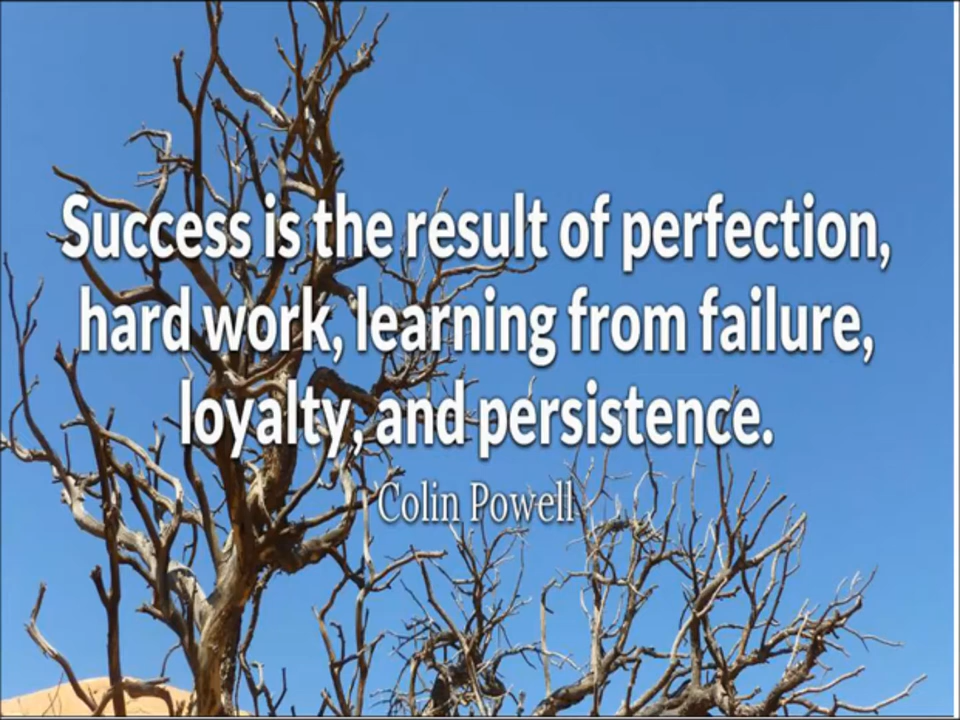 Success is the result of perfection,
hard work, learning from failure,
loyalty, and persistence.
Colin Powell